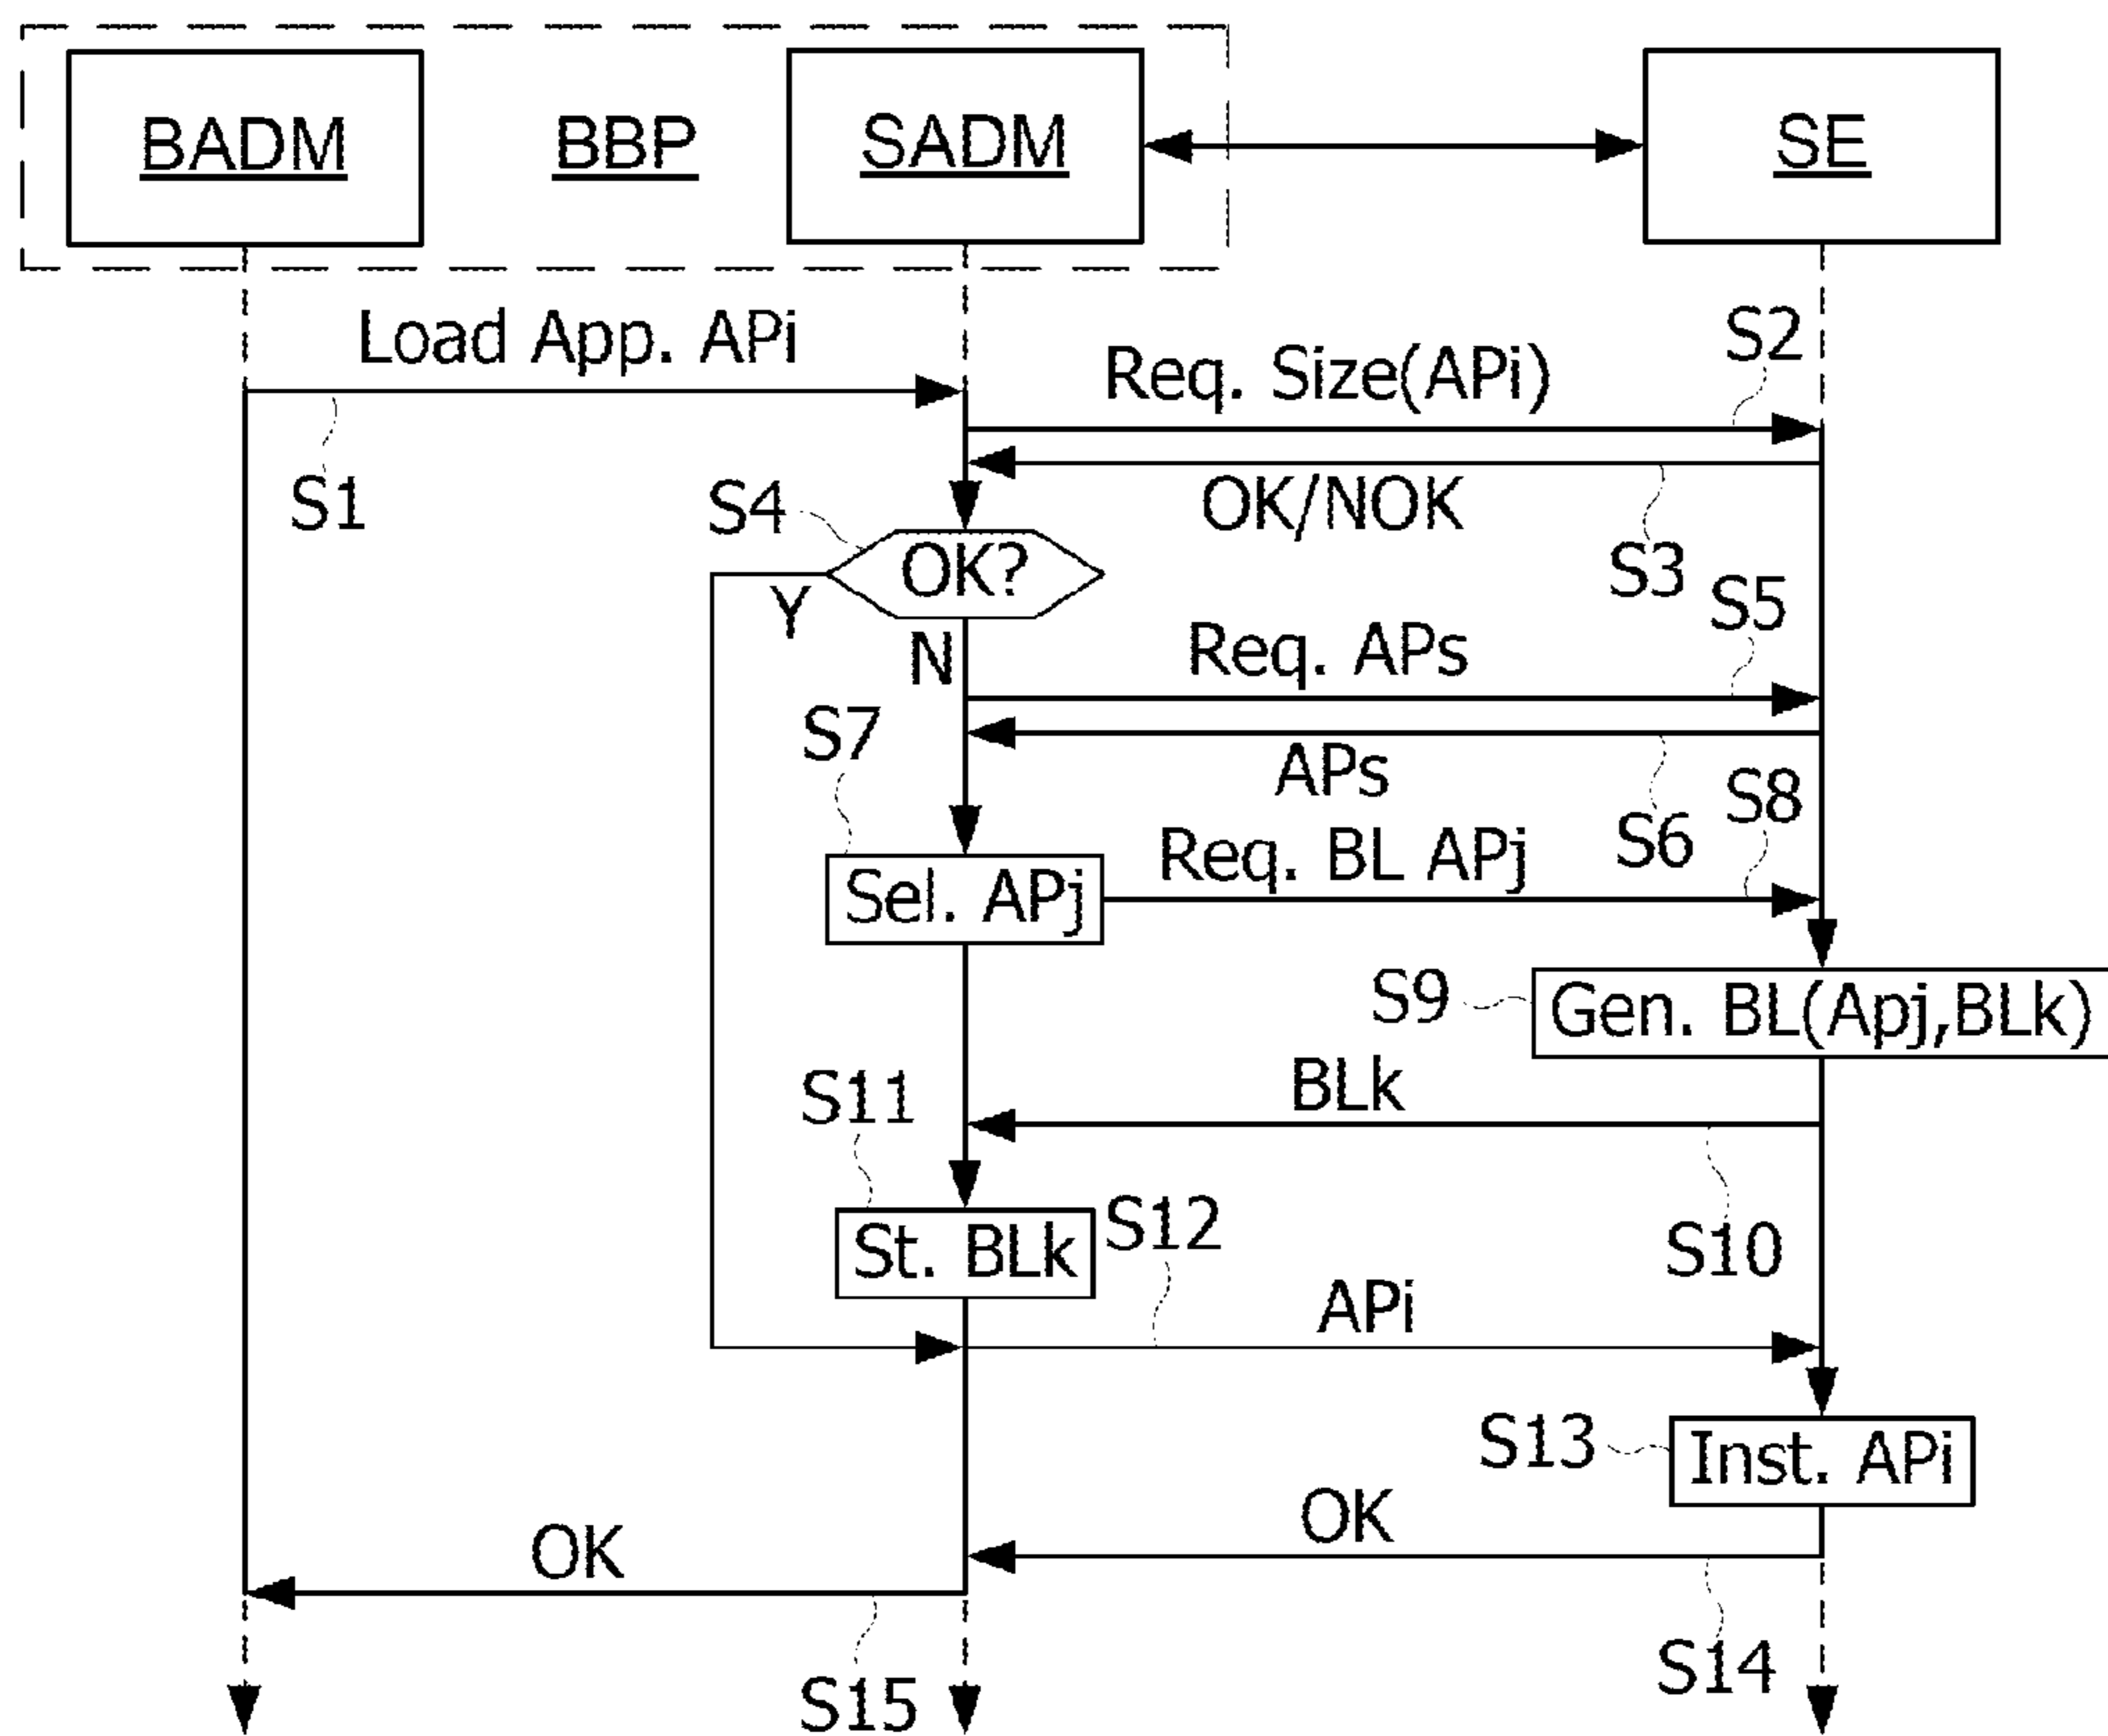 BADM
BBP
SADM
SE
Load App. APi
S2
Req. Size(APi)
S1
S4
OK/NOK
OK?
S3
Y
S5
N
Req. APs
S7
APs
S8
S6
Req. BL APj
Sel. APj
S9
Gen. BL(Apj,BLk)
BLk
S11
S12
St. BLk
S10
APi
S13
Inst. APi
OK
OK
S14
S15